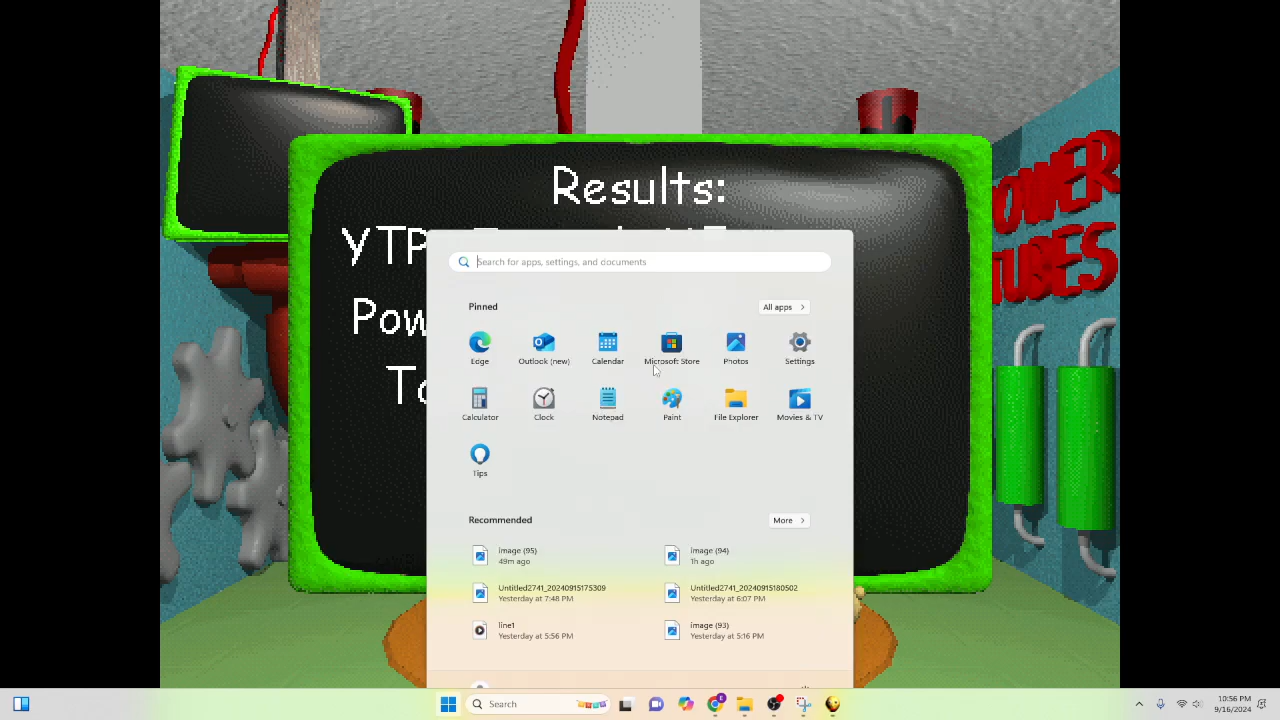 Results:
YTP
Pow
To
POWER
TUBES
Search for apps, settings, and documents
Pinned
All apps
Edge
Outlook (new)
Calendar
Microsoft Store
Photos
Settings
Calculator
Clock
Notepad
Paint
File Explorer
Movies & TV
Tips
Recommended
More
image (95)
49m ago
image (94)
1h ago
Untitled2741_20240915175309
Yesterday at 7:48 PM
Untitled2741_20240915180502
Yesterday at 6:07 PM
line1
Yesterday at 5:56 PM
image (93)
Yesterday at 5:16 PM
Search
10:56 PM
9/16/2024